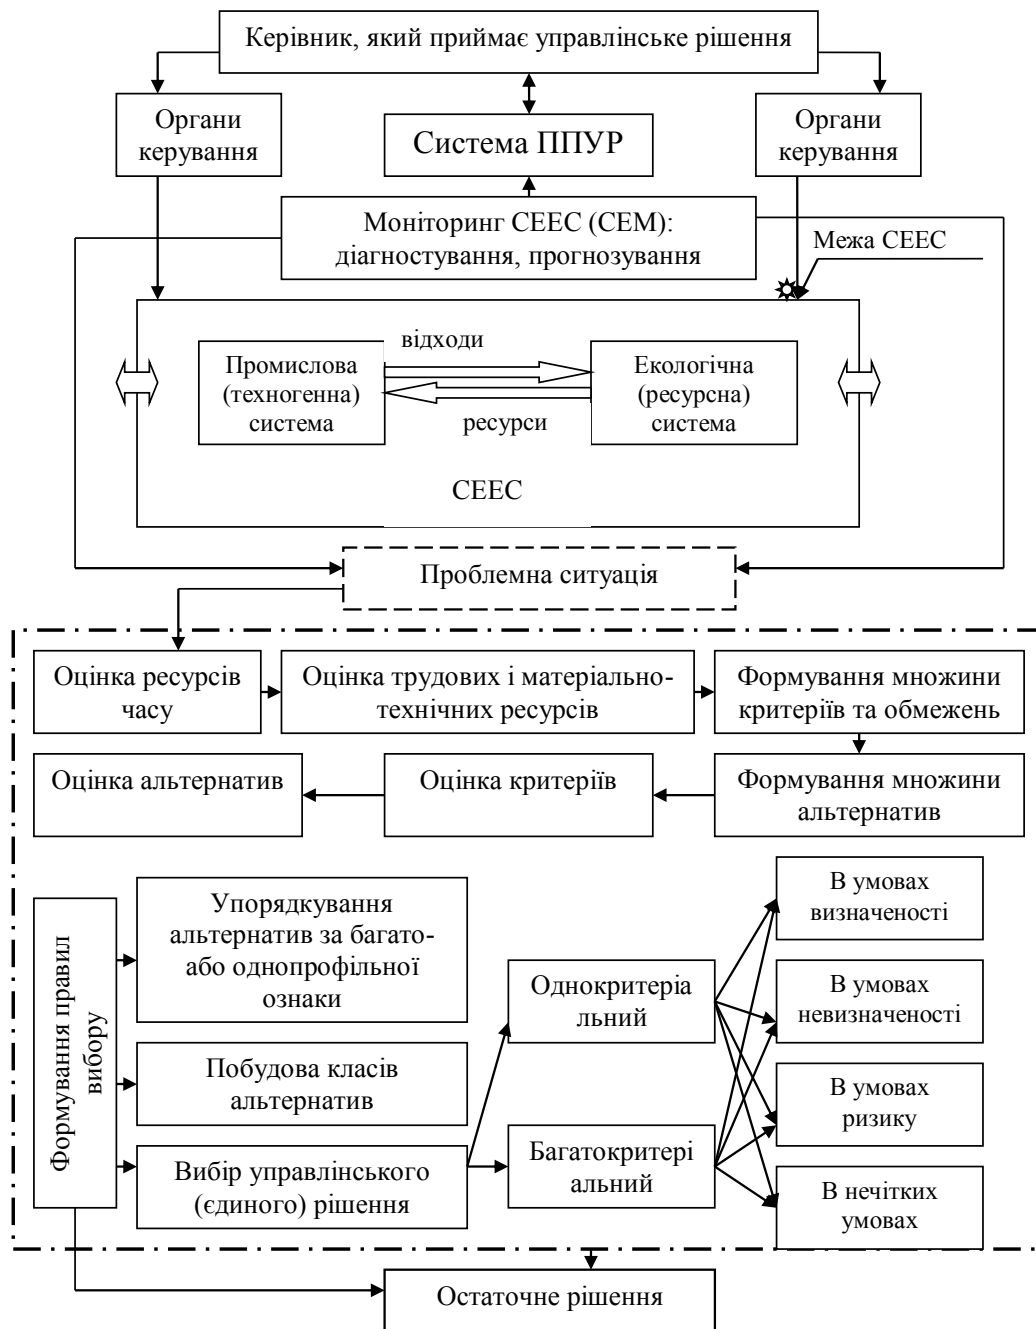 Керівник, який приймає управлінське рішення
Органи
керування
Система ППУР
Органи
керування
Моніторинг СЕЕС (СЕМ):
діагностування, прогнозування
Межа СЕЕС
відходи
Промислова
(техногенна)
система
Екологічна
(ресурсна)
система
ресурси
СЕЕС
Проблемна ситуація
Оцінка ресурсів
часу
Оцінка трудових і матеріально-
технічних ресурсів
Формування множини
критеріїв та обмежень
Оцінка альтернатив
Оцінка критеріїв
Формування множини
альтернатив
Формування правил
вибору
Упорядкування
альтернатив за багато-
або однопрофільної
ознаки
Побудова класів
альтернатив
Вибір управлінського
(єдиного) рішення
Однокритеріа
льний
Багатокритері
альний
В умовах
визначеності
В умовах
невизначеності
В умовах
ризику
В нечітких
умовах
Остаточне рішення